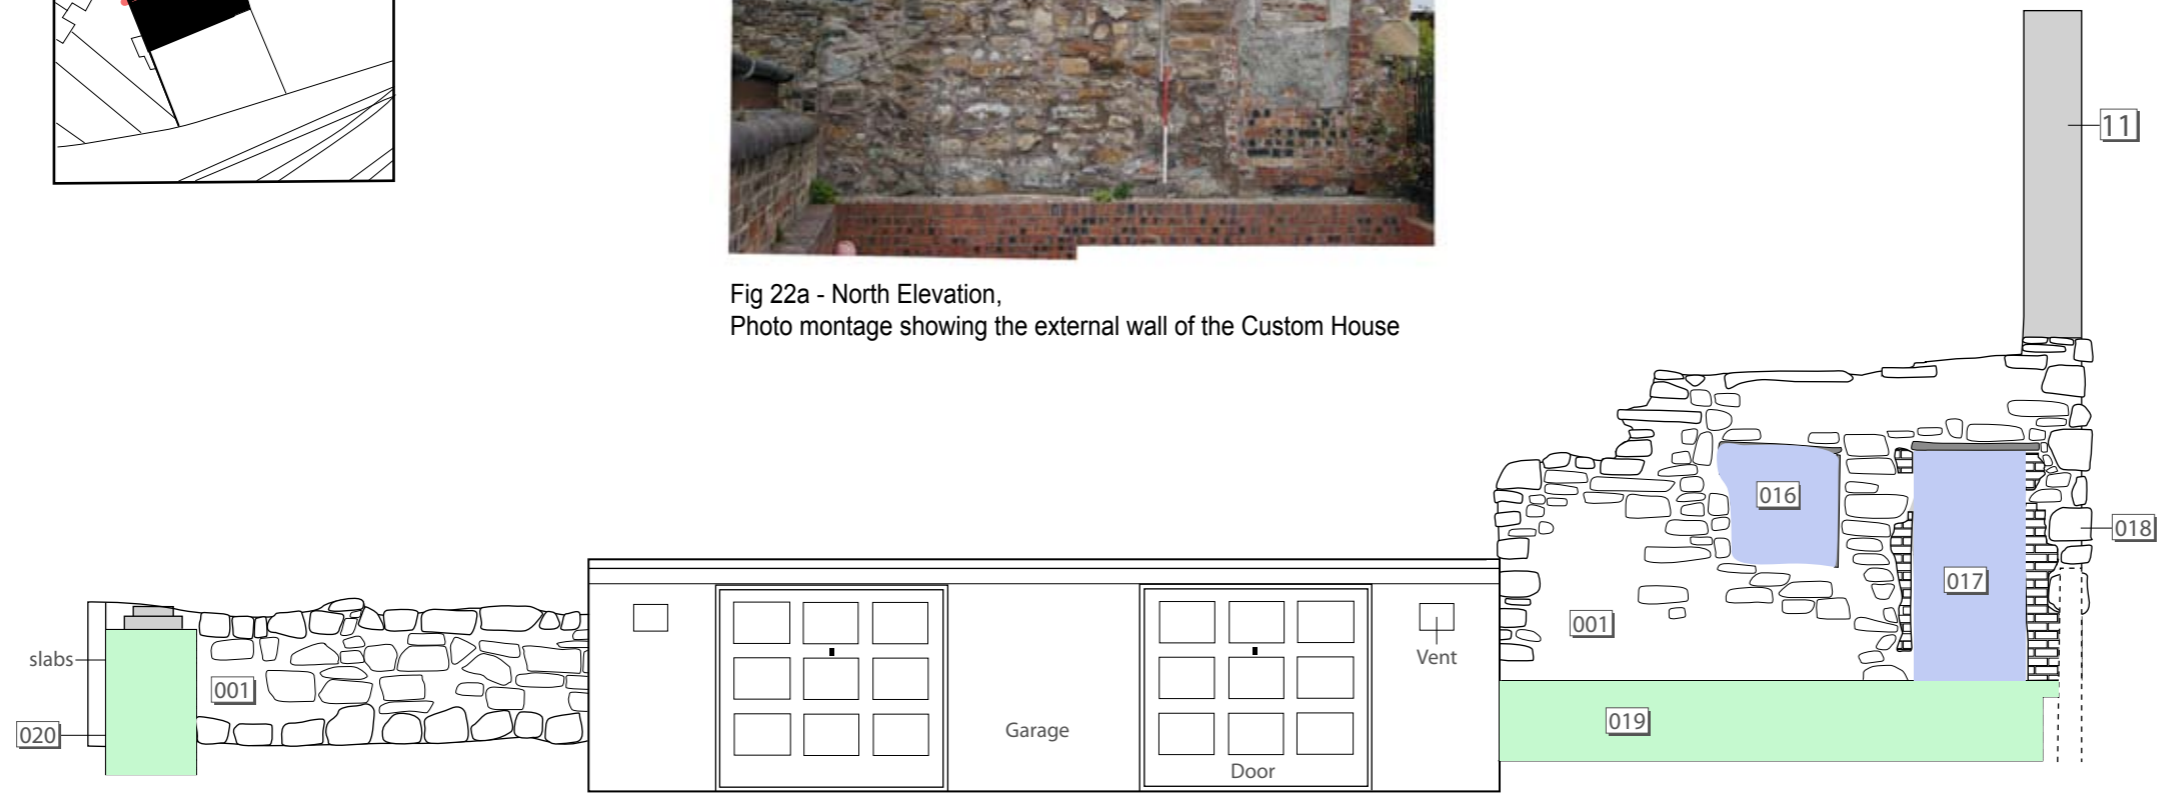 Fig 22a - North Elevation,
Photo montage showing the external wall of the Custom House
11
016
018
017
001
Vent
slabs
001
019
020
Garage
Door